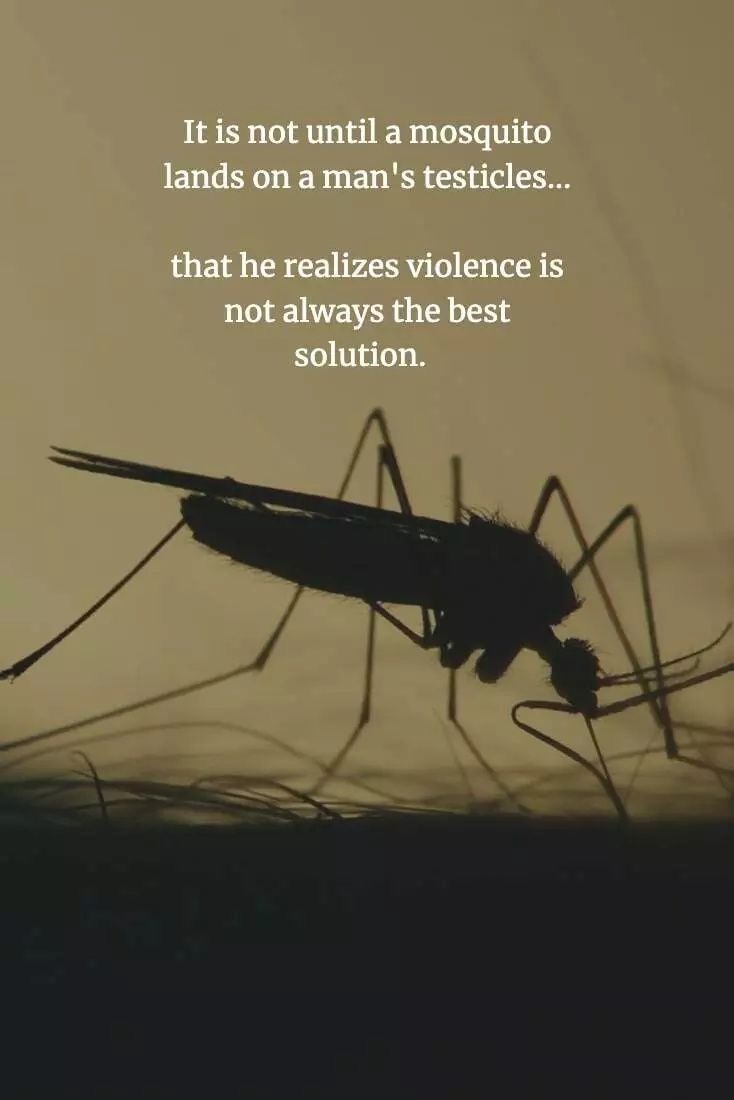 It is not until a mosquito
lands on a man's testicles...
that he realizes violence is
not always the best
solution.